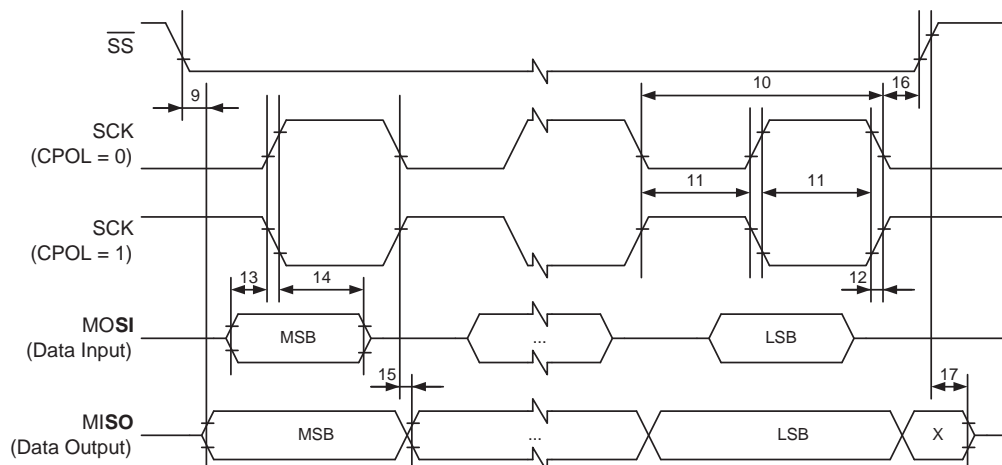 SS
10
16
9
SCK
(CPOL = 0)
11
11
SCK
(CPOL = 1)
13
14
12
MOSI
(Data Input)
MSB
...
LSB
15
17
MISO
(Data Output)
MSB
...
LSB
X